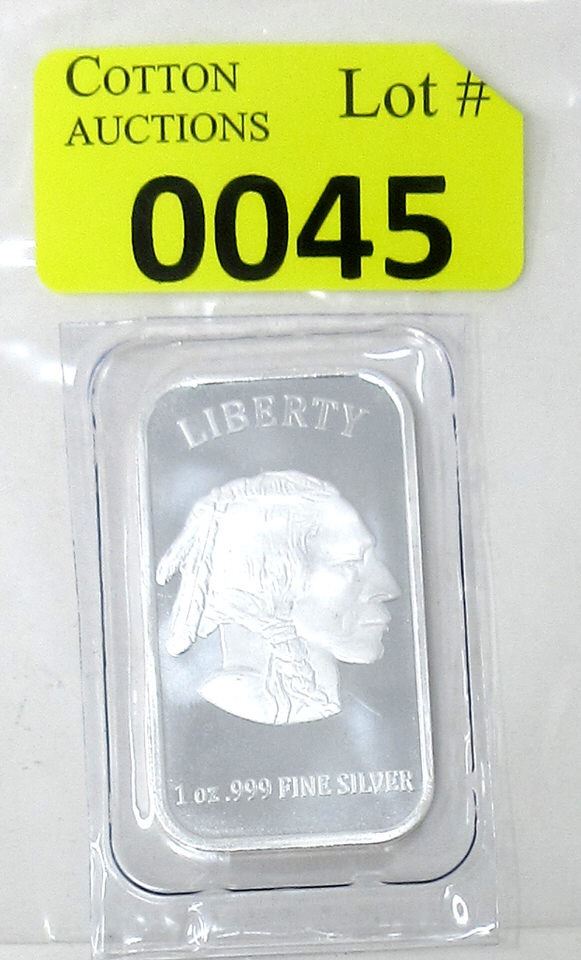 COTTON
AUCTIONS
Lot #
0045
LIBERTY
1 oz .999 FINE SILVER